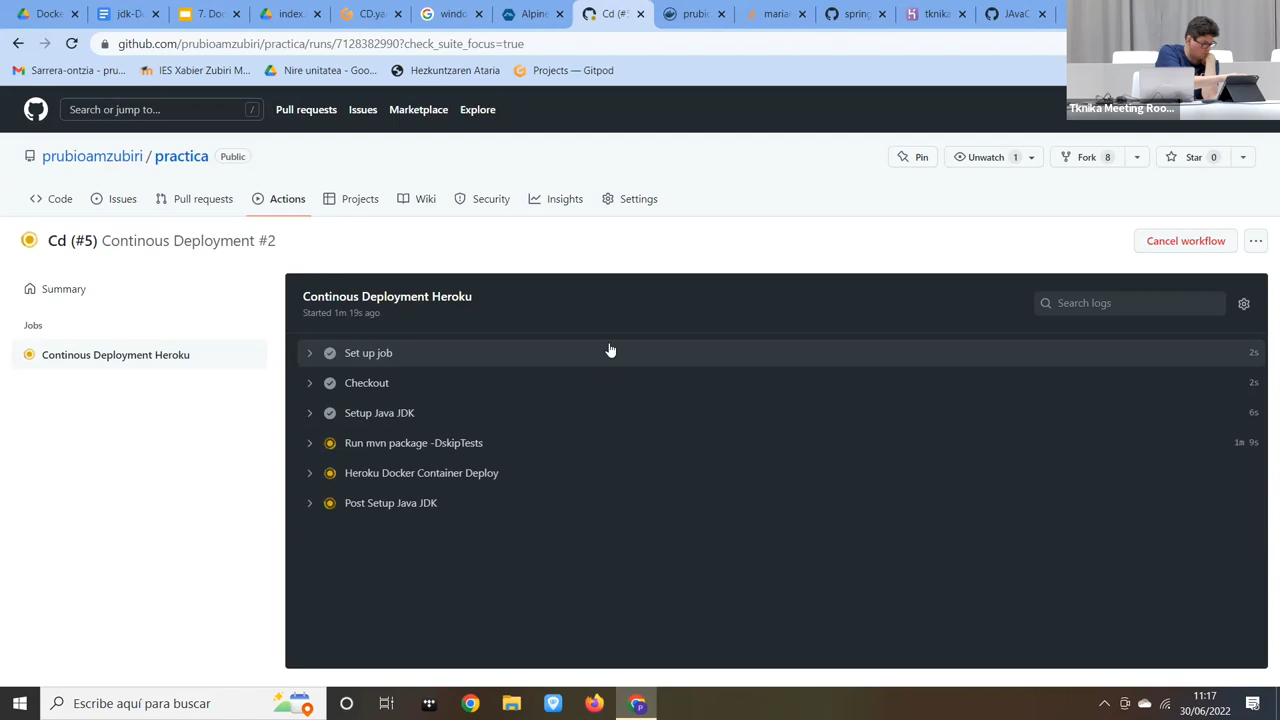 Docke
jdk-D
7. Doc
index.
CD.ya
windo
Alpine
Cd (#5
prubic
maria
spring
tknika
JAvaC
github.com/prubioamzubiri/practica/runs/7128382990?check_suite_focus=true
Sarrera-ontzia - pru...
IES Xabier Zubiri M...
Nire unitatea - Goo...
Hezkuntzaren Ataria
Projects — Gitpod
Tknika Meeting Roo...
Search or jump to...
/
Pull requests
Issues
Marketplace
Explore
prubioamzubiri / practica
Public
Pin
Unwatch 1
Fork 8
Star 0
Code
Issues
Pull requests
Actions
Projects
Wiki
Security
Insights
Settings
Cd (#5) Continous Deployment #2
Cancel workflow
Summary
Jobs
Continous Deployment Heroku
Continous Deployment Heroku
Started 1m 19s ago
Search logs
Set up job 2s
Checkout 2s
Setup Java JDK 6s
Run mvn package -DskipTests 1m 9s
Heroku Docker Container Deploy
Post Setup Java JDK
Escribe aquí para buscar
11:17
30/06/2022